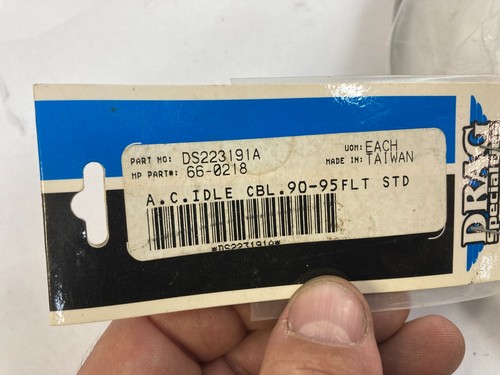 PART NO: DS223191A UOM: EACH
MP PART#: 66-0218 MADE IN: TAIWAN
A.C.IDLE CBL.90-95FLT STD
*DS223191A*
DRAG
Specialties